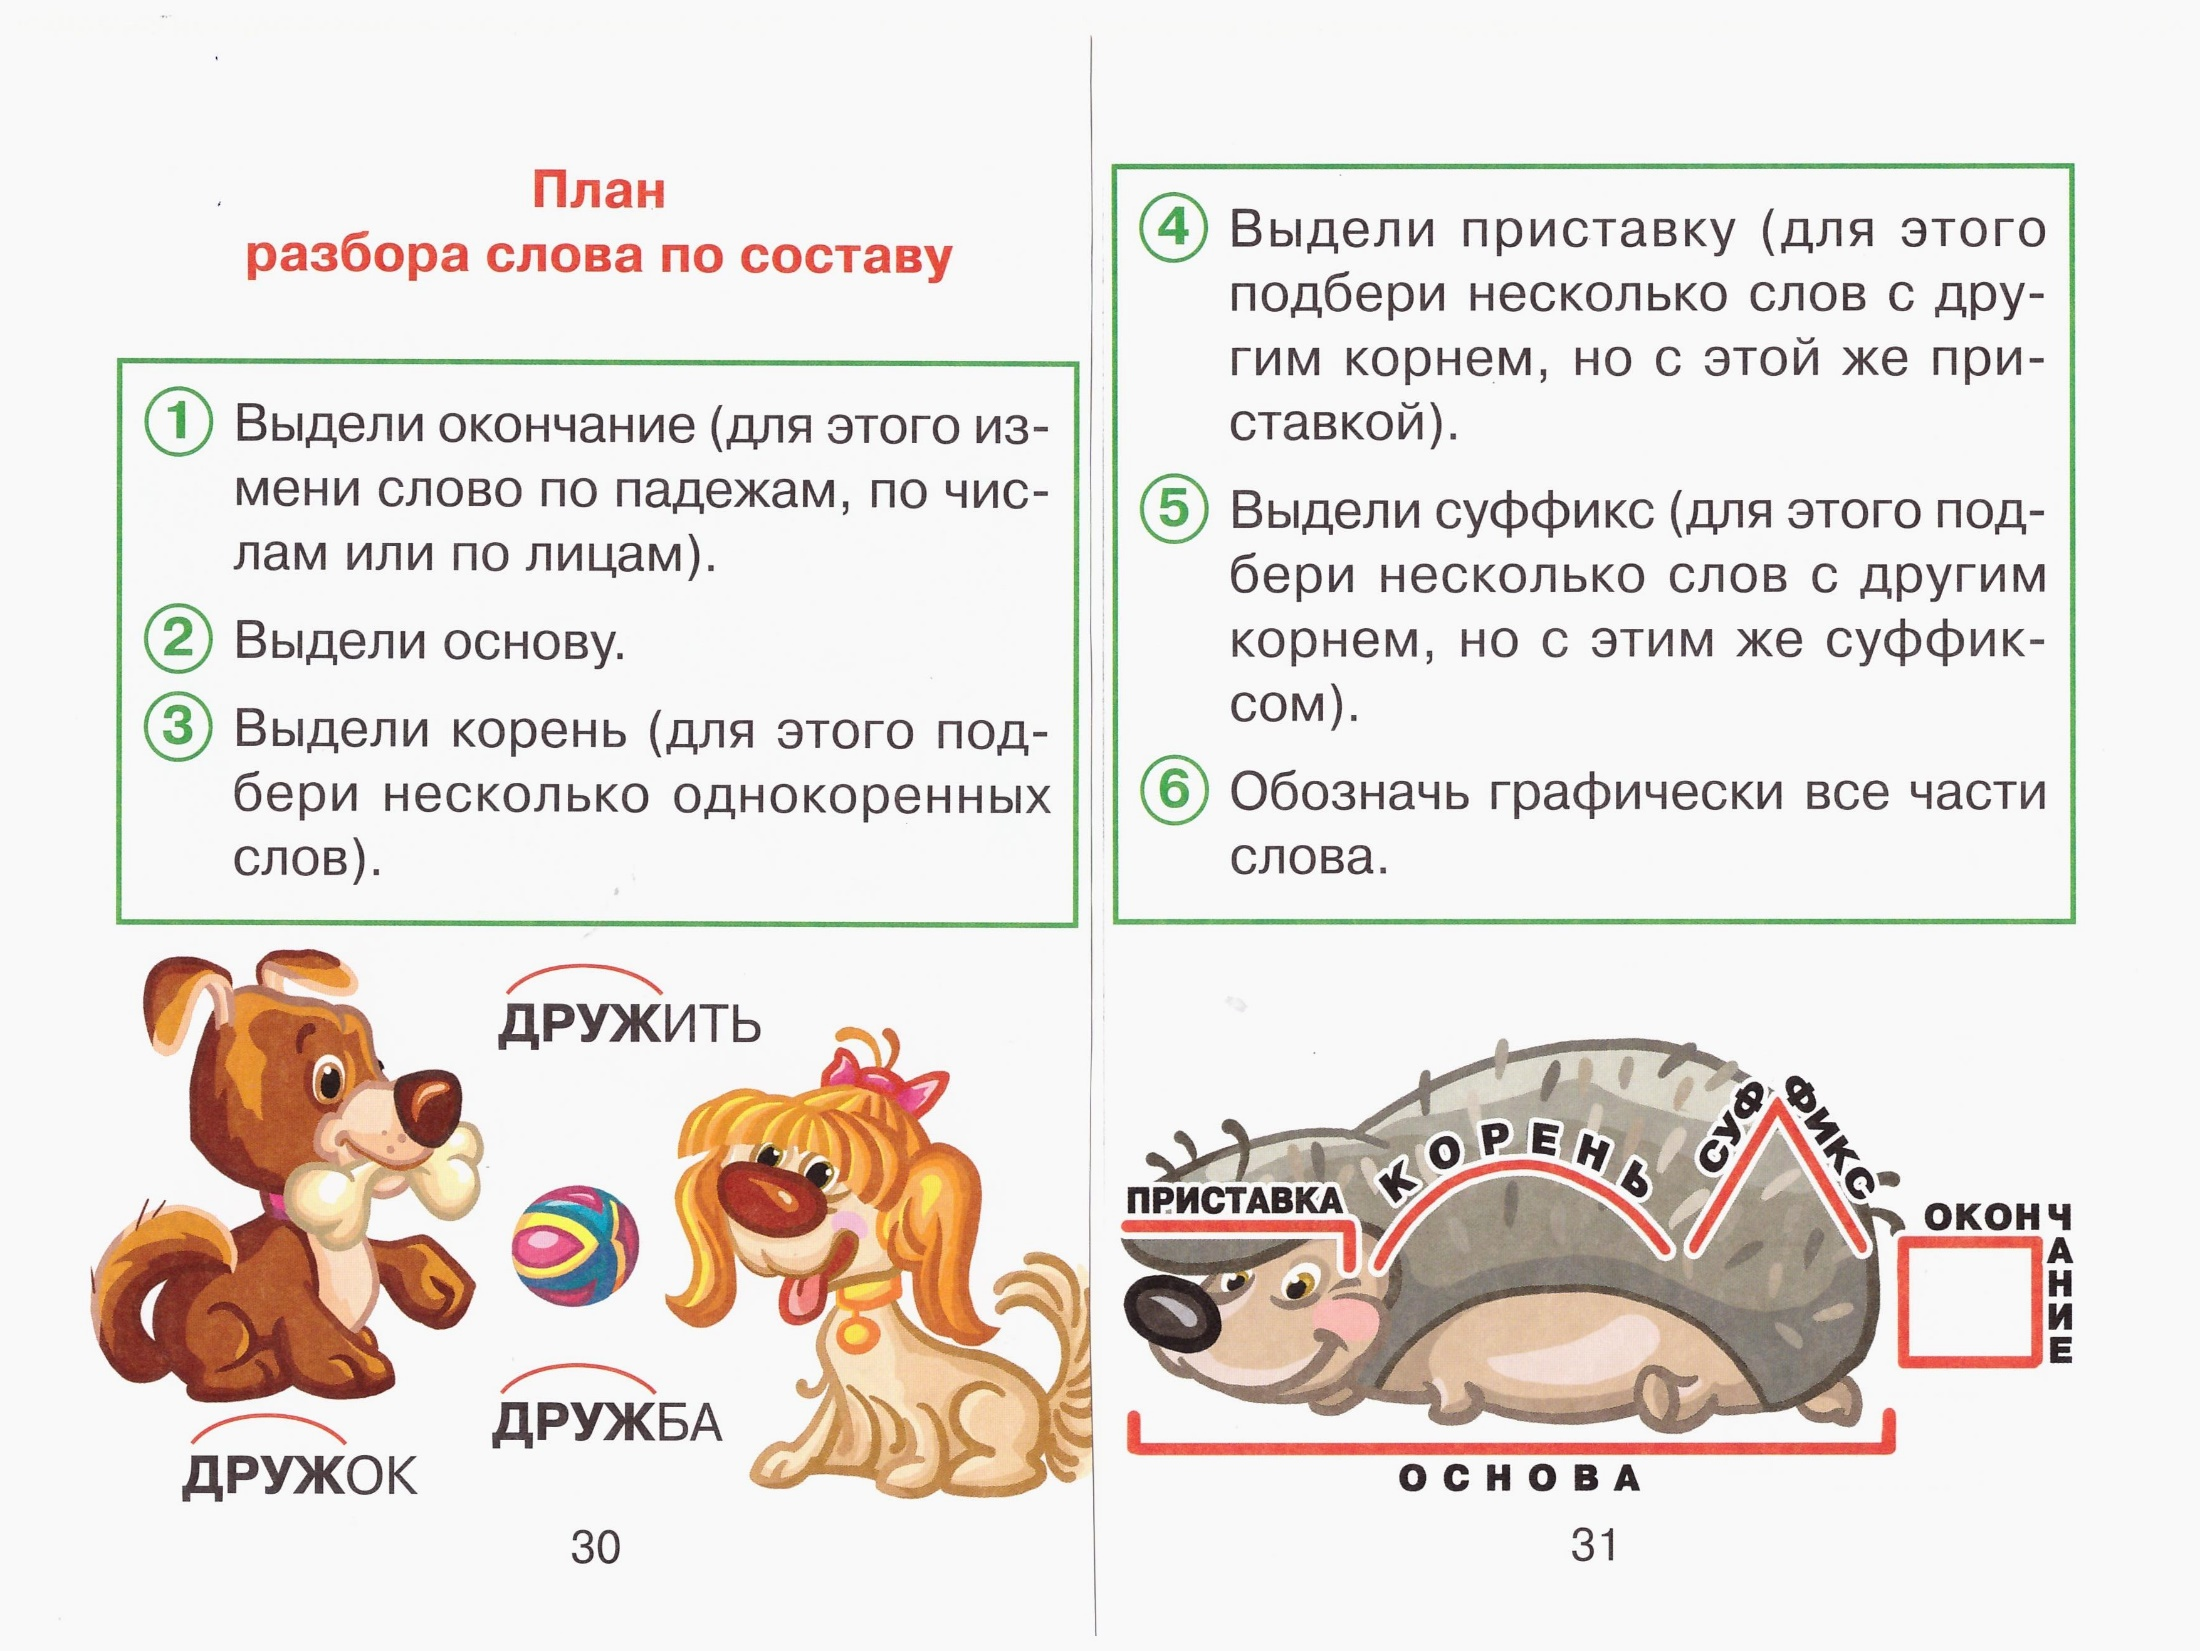 План
разбора слова по составу
1 Выдели окончание (для этого из-
мени слово по падежам, по чис-
лам или по лицам).
2 Выдели основу.
3 Выдели корень (для этого под-
бери несколько однокоренных
слов).
ДРУЖИТЬ
ДРУЖБА
ДРУЖОК
30
4 Выдели приставку (для этого
подбери несколько слов с дру-
гим корнем, но с этой же при-
ставкой).
5 Выдели суффикс (для этого под-
бери несколько слов с другим
корнем, но с этим же суффик-
сом).
6 Обозначь графически все части
слова.
ПРИСТАВКА
КОРЕНЬ
СУФФИКС
ОКОНЧАНИЕ
ОСНОВА
31